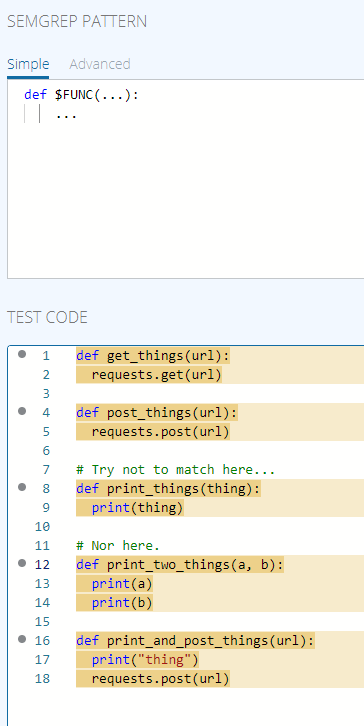 SEMGREP PATTERN
Simple Advanced
def $FUNC(...):
    ...
TEST CODE
1 def get_things(url):
2   requests.get(url)
3
4 def post_things(url):
5   requests.post(url)
6
7 # Try not to match here...
8 def print_things(thing):
9   print(thing)
10
11 # Nor here.
12 def print_two_things(a, b):
13   print(a)
14   print(b)
15
16 def print_and_post_things(url):
17   print("thing")
18   requests.post(url)